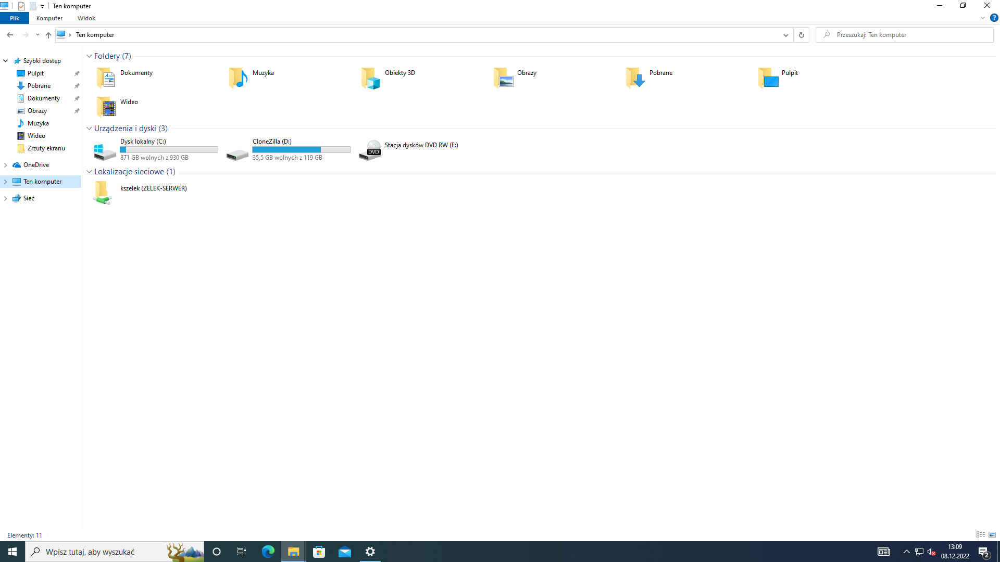 Ten komputer
Plik Komputer Widok
Ten komputer
Przeszukaj: Ten komputer
Szybki dostęp
Pulpit
Pobrane
Dokumenty
Obrazy
Muzyka
Wideo
Zrzuty ekranu
OneDrive
Ten komputer
Sieć
Foldery (7)
Dokumenty
Muzyka
Obiekty 3D
Obrazy
Pobrane
Pulpit
Wideo
Urządzenia i dyski (3)
Dysk lokalny (C:)
871 GB wolnych z 930 GB
CloneZilla (D:)
35,5 GB wolnych z 119 GB
DVD
Stacja dysków DVD RW (E:)
Lokalizacje sieciowe (1)
kszelek (ZELEK-SERWER)
Elementy: 11
Wpisz tutaj, aby wyszukać
13:09
08.12.2022
2